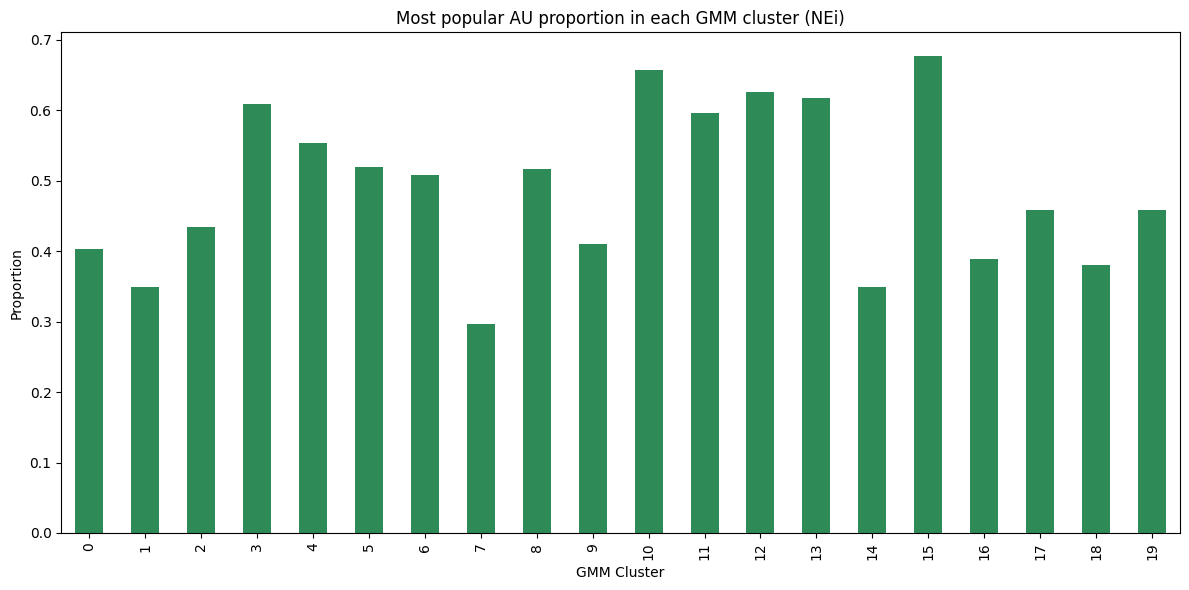 Most popular AU proportion in each GMM cluster (NEi)
0.7
0.6
0.5
0.4
0.3
0.2
0.1
0.0
Proportion
0 1 2 3 4 5 6 7 8 9 10 11 12 13 14 15 16 17 18 19
GMM Cluster